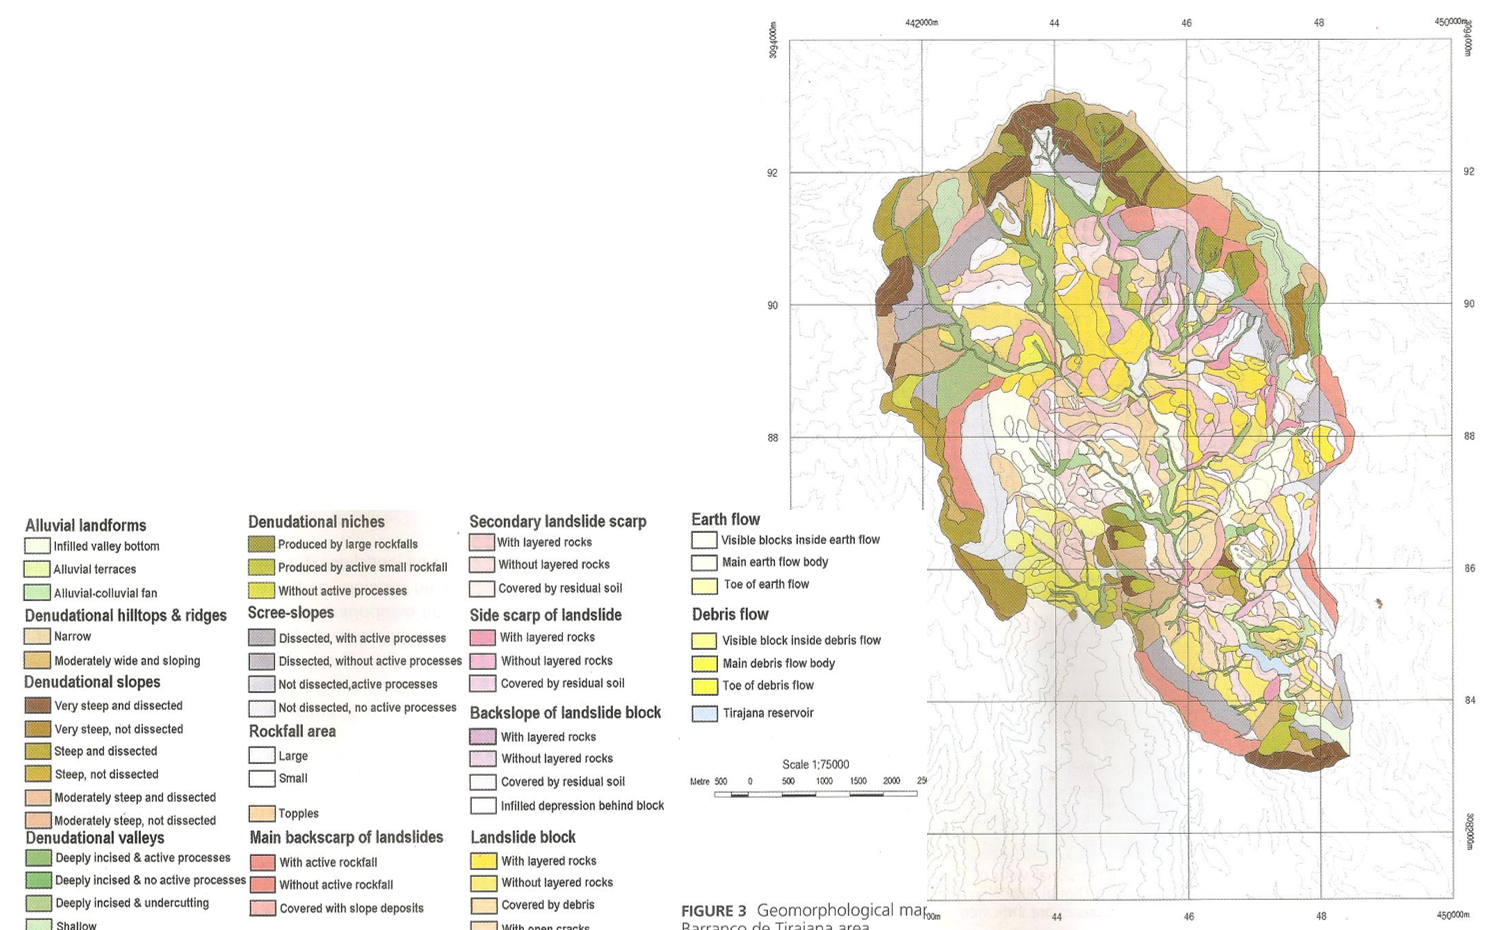 442000m 44 46 48 450000m
3094000m
3094000m
92 92
90 90
88 88
86
84
3082000m
00m 44 46 48 450000m
Alluvial landforms
Infilled valley bottom
Alluvial terraces
Alluvial-colluvial fan
Denudational hilltops & ridges
Narrow
Moderately wide and sloping
Denudational slopes
Very steep and dissected
Very steep, not dissected
Steep and dissected
Steep, not dissected
Moderately steep and dissected
Moderately steep, not dissected
Denudational valleys
Deeply incised & active processes
Deeply incised & no active processes
Deeply incised & undercutting
Shallow
Denudational niches
Produced by large rockfalls
Produced by active small rockfall
Without active processes
Scree-slopes
Dissected, with active processes
Dissected, without active processes
Not dissected,active processes
Not dissected, no active processes
Rockfall area
Large
Small
Topples
Main backscarp of landslides
With active rockfall
Without active rockfall
Covered with slope deposits
Secondary landslide scarp
With layered rocks
Without layered rocks
Covered by residual soil
Side scarp of landslide
With layered rocks
Without layered rocks
Covered by residual soil
Backslope of landslide block
With layered rocks
Without layered rocks
Covered by residual soil
Infilled depression behind block
Landslide block
With layered rocks
Without layered rocks
Covered by debris
With open cracks
Earth flow
Visible blocks inside earth flow
Main earth flow body
Toe of earth flow
Debris flow
Visible block inside debris flow
Main debris flow body
Toe of debris flow
Tirajana reservoir
Scale 1;75000
Metre 500 0 500 1000 1500 2000 25
FIGURE 3 Geomorphological map
Barranco de Tirajana area